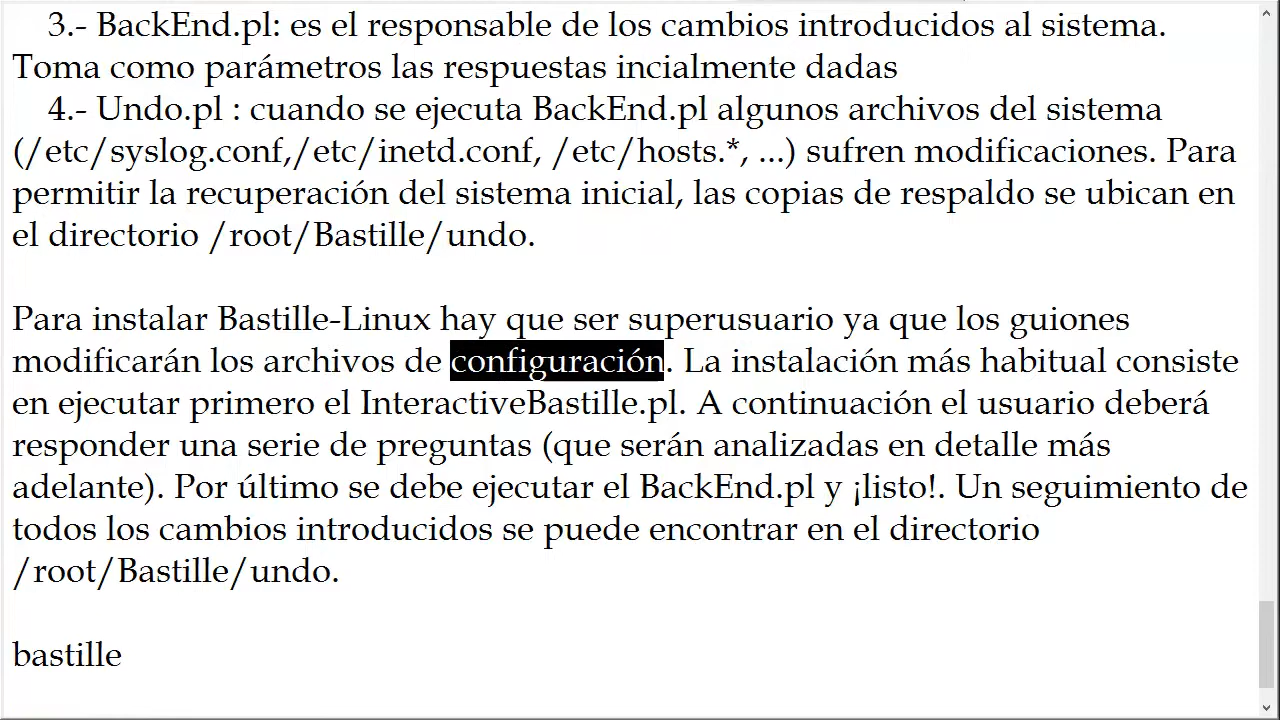 3.- BackEnd.pl: es el responsable de los cambios introducidos al sistema.
Toma como parámetros las respuestas incialmente dadas
4.- Undo.pl : cuando se ejecuta BackEnd.pl algunos archivos del sistema
(/etc/syslog.conf,/etc/inetd.conf, /etc/hosts.*, ...) sufren modificaciones. Para
permitir la recuperación del sistema inicial, las copias de respaldo se ubican en
el directorio /root/Bastille/undo.
Para instalar Bastille-Linux hay que ser superusuario ya que los guiones
modificarán los archivos de configuración. La instalación más habitual consiste
en ejecutar primero el InteractiveBastille.pl. A continuación el usuario deberá
responder una serie de preguntas (que serán analizadas en detalle más
adelante). Por último se debe ejecutar el BackEnd.pl y ¡listo!. Un seguimiento de
todos los cambios introducidos se puede encontrar en el directorio
/root/Bastille/undo.
bastille